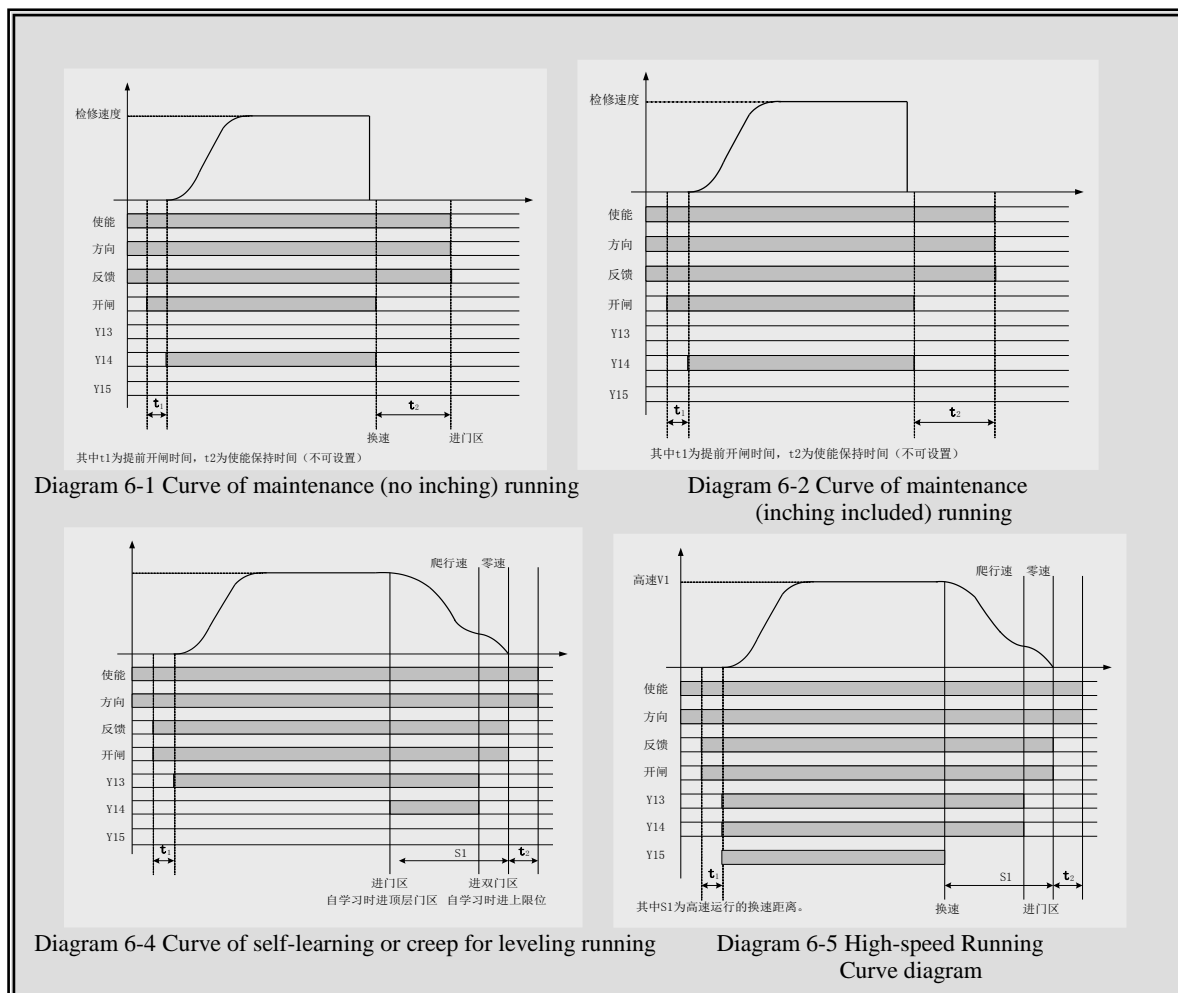 检修速度
使能
方向
反馈
开闸
Y13
Y14
Y15
t1
t2
换速
进门区
其中t1为提前开闸时间，t2为使能保持时间（不可设置）
Diagram 6-1 Curve of maintenance (no inching) running
检修速度
使能
方向
反馈
开闸
Y13
Y14
Y15
t1
t2
其中t1为提前开闸时间，t2为使能保持时间（不可设置）
Diagram 6-2 Curve of maintenance
(inching included) running
爬行速
零速
使能
方向
反馈
开闸
Y13
Y14
Y15
t1
S1
t2
进门区
进双门区
自学习时进顶层门区
自学习时进上限位
Diagram 6-4 Curve of self-learning or creep for leveling running
爬行速
零速
高速V1
使能
方向
反馈
开闸
Y13
Y14
Y15
t1
S1
t2
其中S1为高速运行的换速距离。
换速
进门区
Diagram 6-5 High-speed Running
Curve diagram